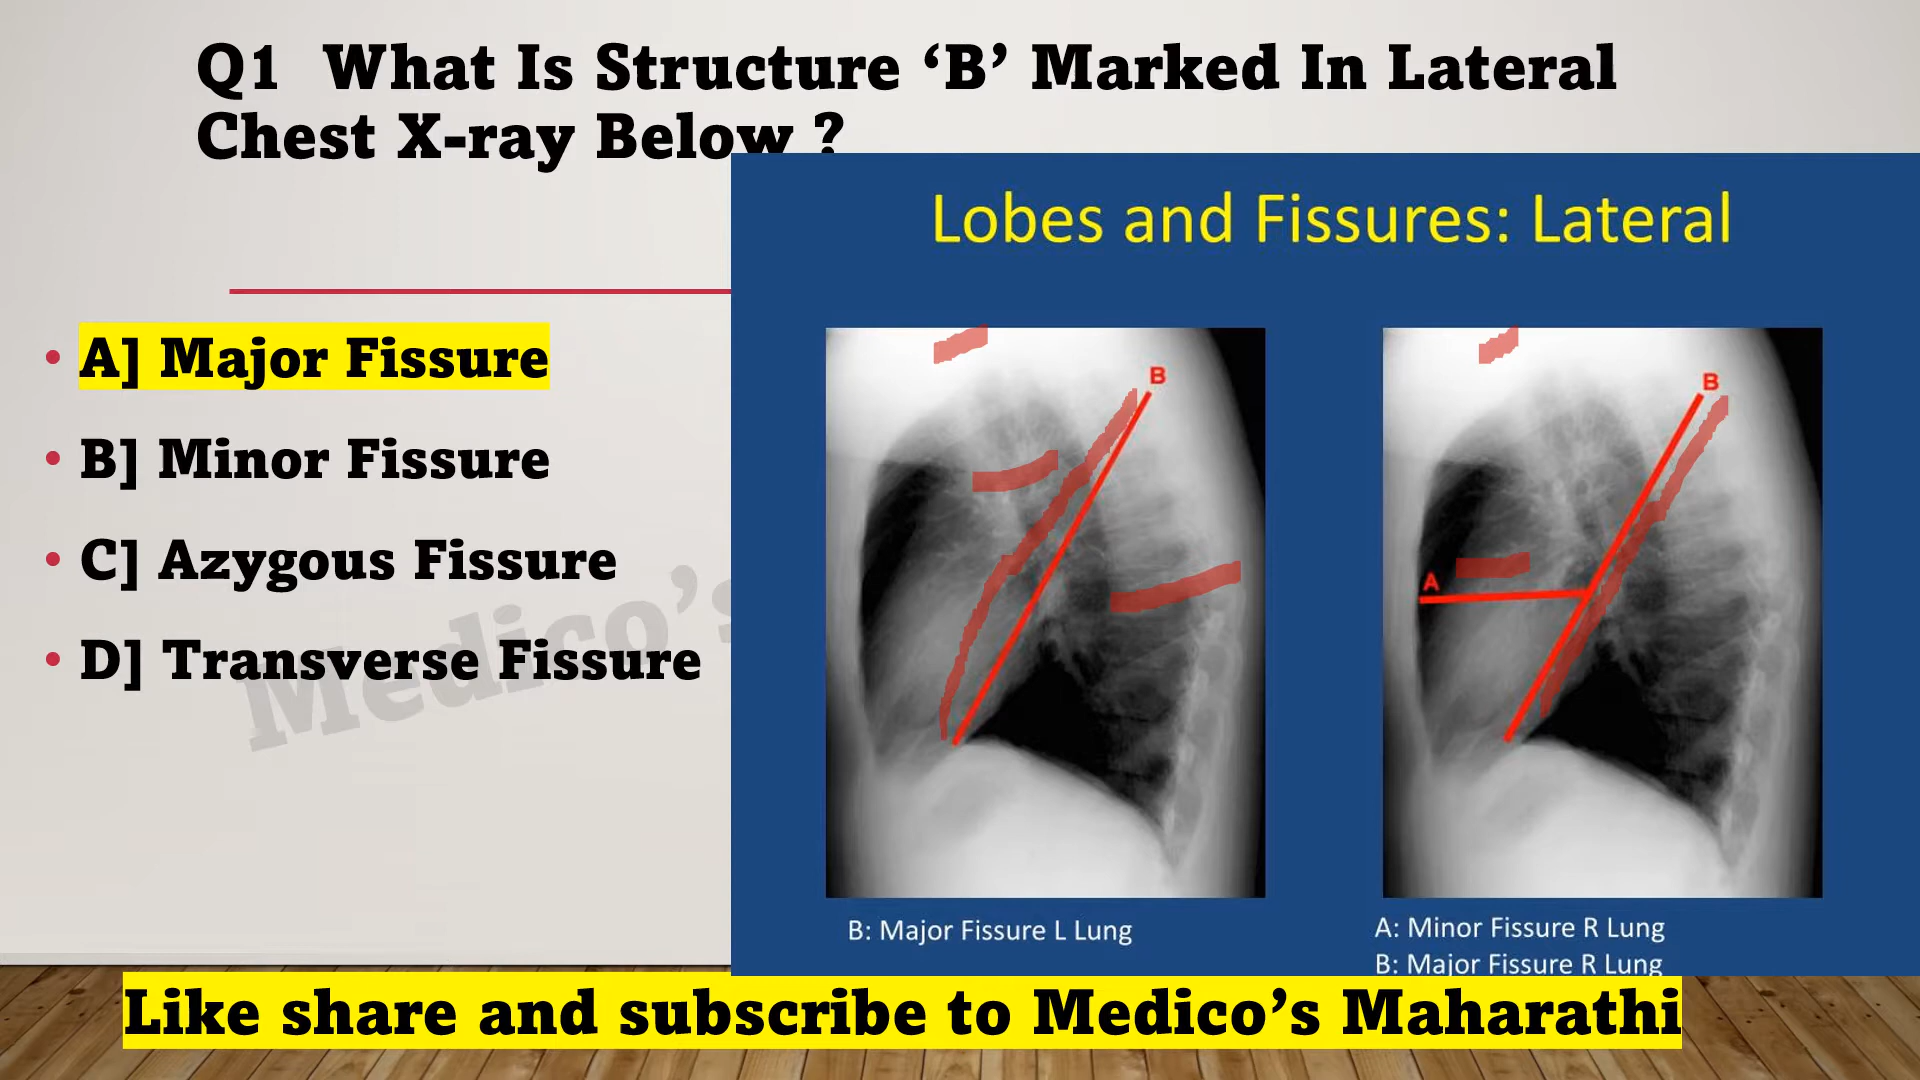 Q1 What Is Structure ‘B’ Marked In Lateral
Chest X-ray Below ?
• A] Major Fissure
• B] Minor Fissure
• C] Azygous Fissure
• D] Transverse Fissure
Medico’s
Lobes and Fissures: Lateral
B
B
A
B: Major Fissure L Lung
A: Minor Fissure R Lung
B: Major Fissure R Lung
Like share and subscribe to Medico’s Maharathi